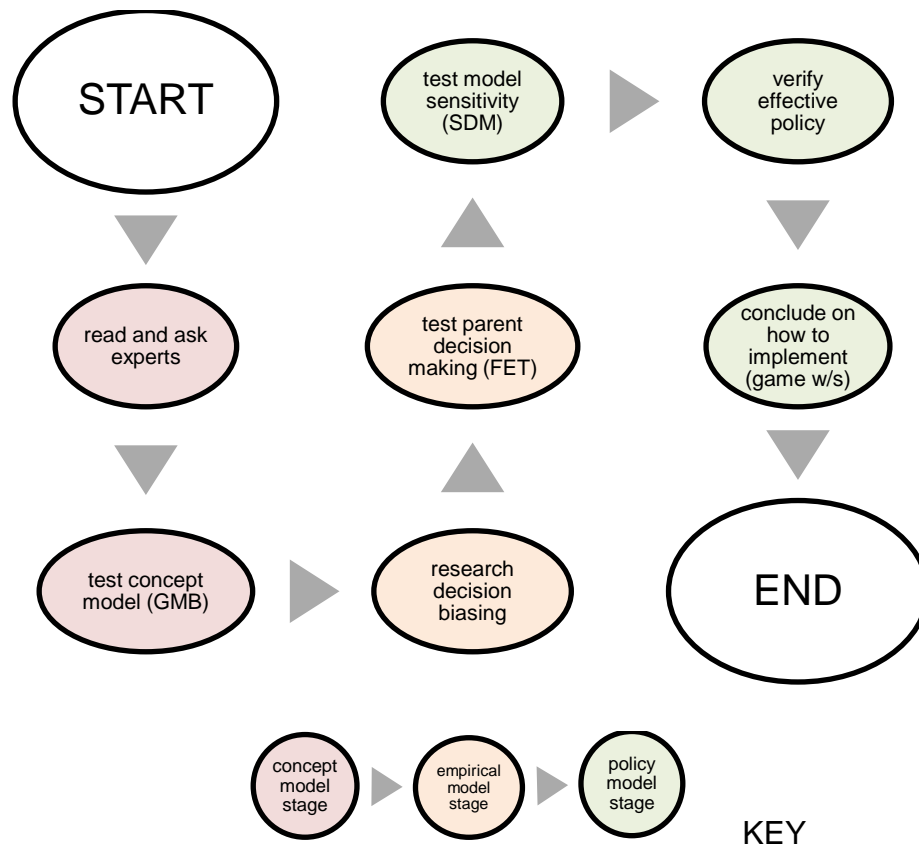 START
read and ask
experts
test concept
model (GMB)
research
decision
biasing
test parent
decision
making (FET)
test model
sensitivity
(SDM)
verify
effective
policy
conclude on
how to
implement
(game w/s)
END
concept
model
stage
empirical
model
stage
policy
model
stage
KEY